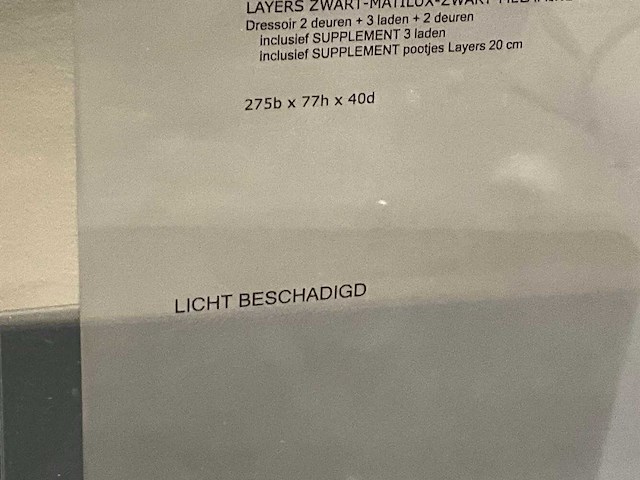 LAYERS ZWART-MATILUX-ZWART
Dressoir 2 deuren + 3 laden + 2 deuren
inclusief SUPPLEMENT 3 laden
inclusief SUPPLEMENT pootjes Layers 20 cm
275b x 77h x 40d
LICHT BESCHADIGD